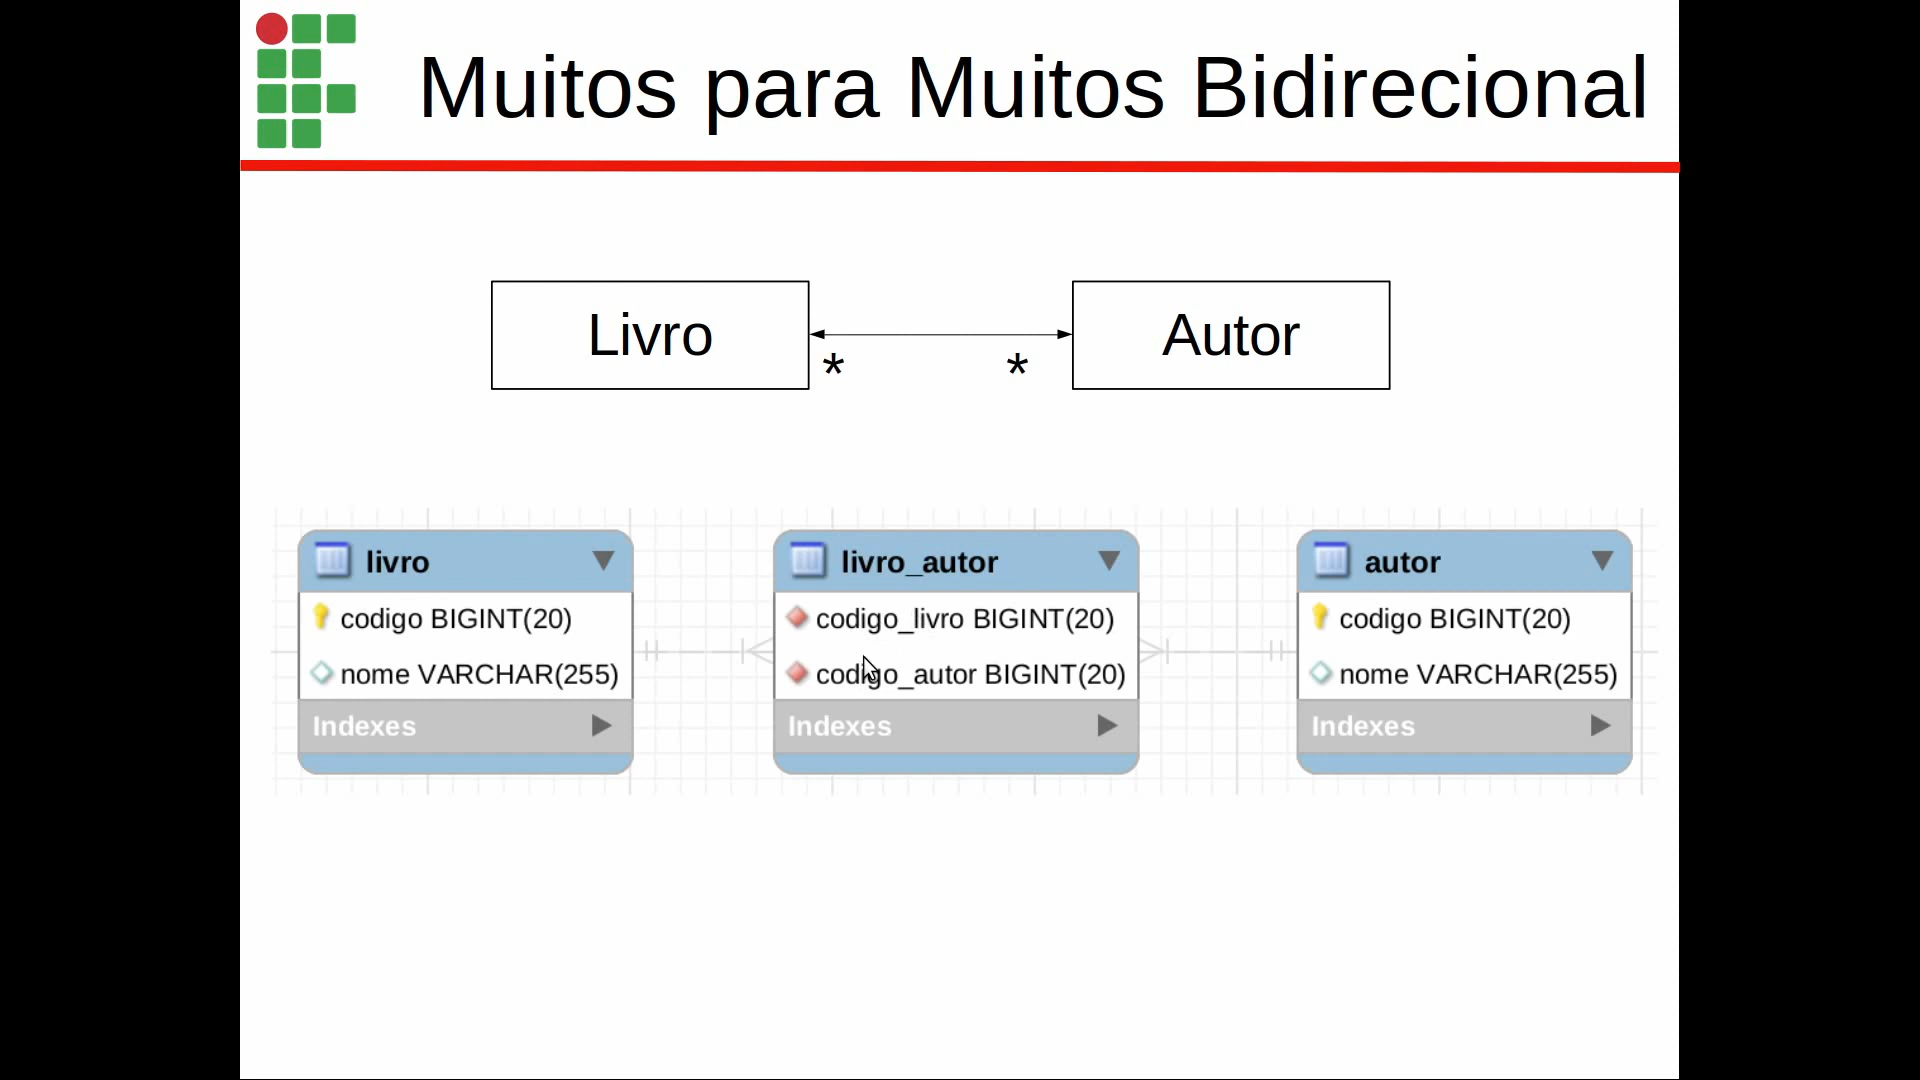 Muitos para Muitos Bidirecional
Livro
Autor
* *
livro
codigo BIGINT(20)
nome VARCHAR(255)
Indexes
livro_autor
codigo_livro BIGINT(20)
codigo_autor BIGINT(20)
Indexes
autor
codigo BIGINT(20)
nome VARCHAR(255)
Indexes